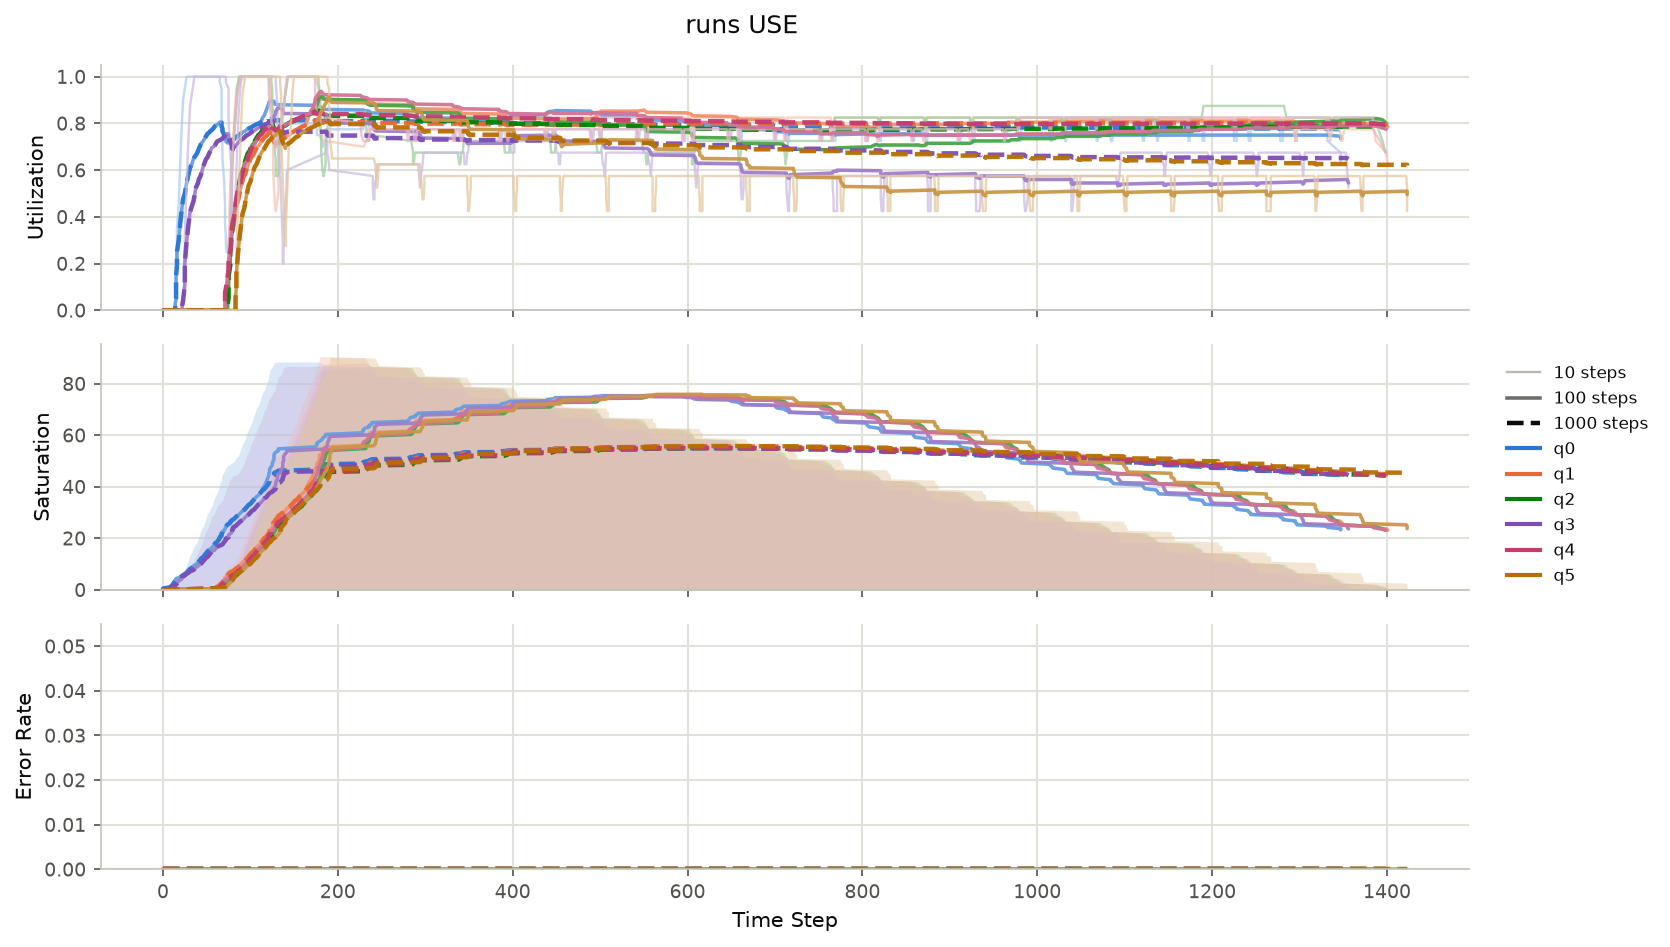 runs USE
Utilization
1.0
0.8
0.6
0.4
0.2
0.0
Saturation
80
60
40
20
0
Error Rate
0.05
0.04
0.03
0.02
0.01
0.00
0 200 400 600 800 1000 1200 1400
Time Step
10 steps
100 steps
1000 steps
q0
q1
q2
q3
q4
q5